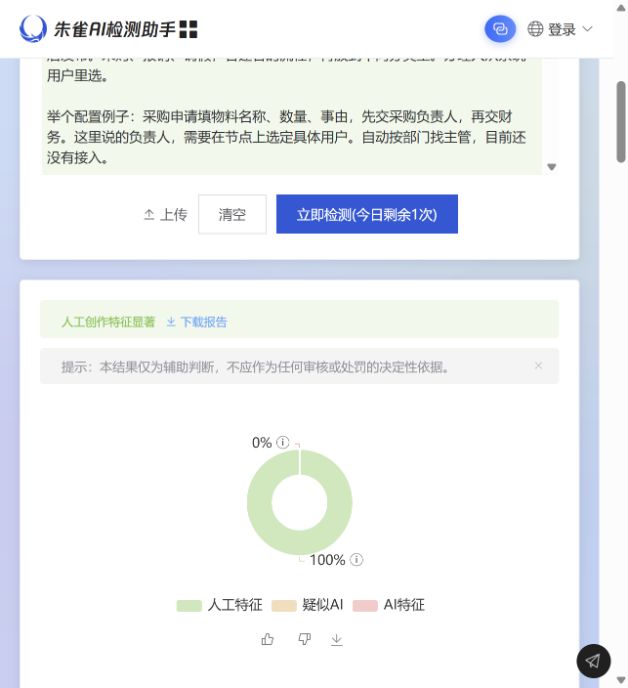 朱雀AI检测助手
登录
用户里选。
举个配置例子：采购申请填物料名称、数量、事由，先交采购负责人，再交财
务。这里说的负责人，需要在节点上选定具体用户。自动按部门找主管，目前还
没有接入。
上传
清空
立即检测(今日剩余1次)
人工创作特征显著
下载报告
提示：本结果仅为辅助判断，不应作为任何审核或处罚的决定性依据。
0%
100%
人工特征
疑似AI
AI特征